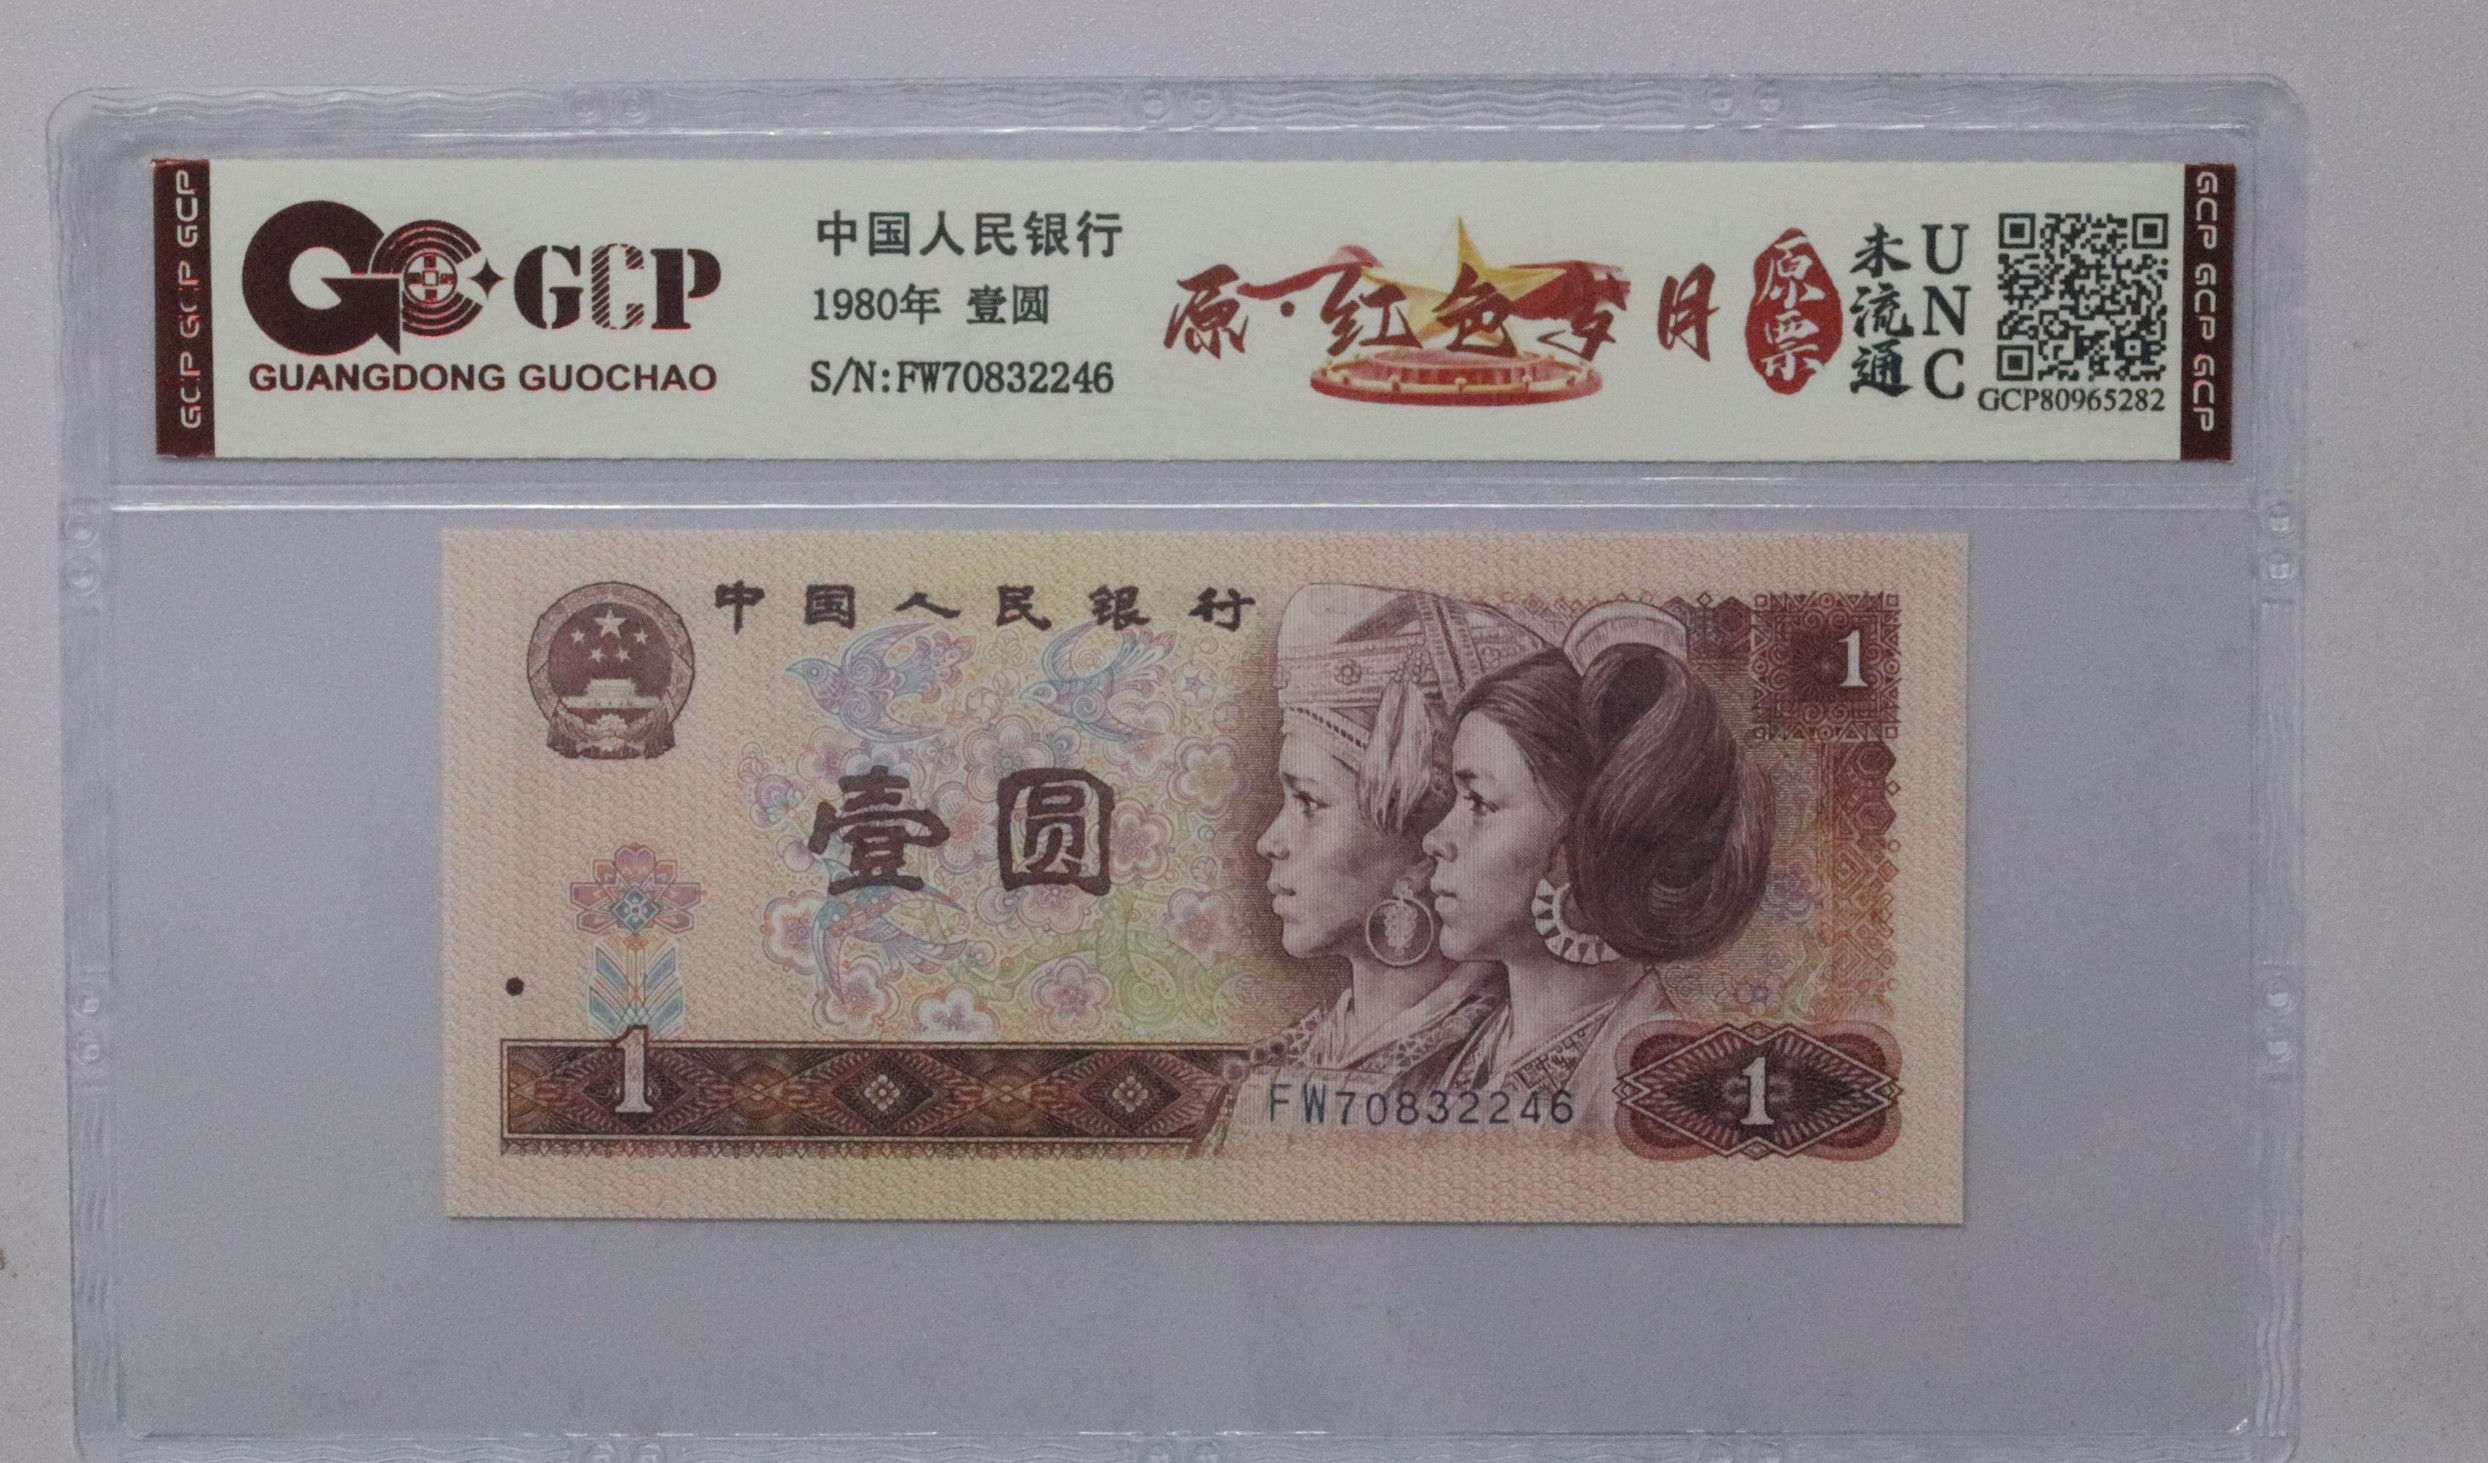 GCP GCP GCP
GCP
GUANGDONG GUOCHAO
中国人民银行
1980年 壹圆
S/N:FW70832246
原·红色岁月
原票
未流通
UNC
GCP80965282
GCP GCP GCP
中国人民银行
1
壹圆
1
FW70832246
1